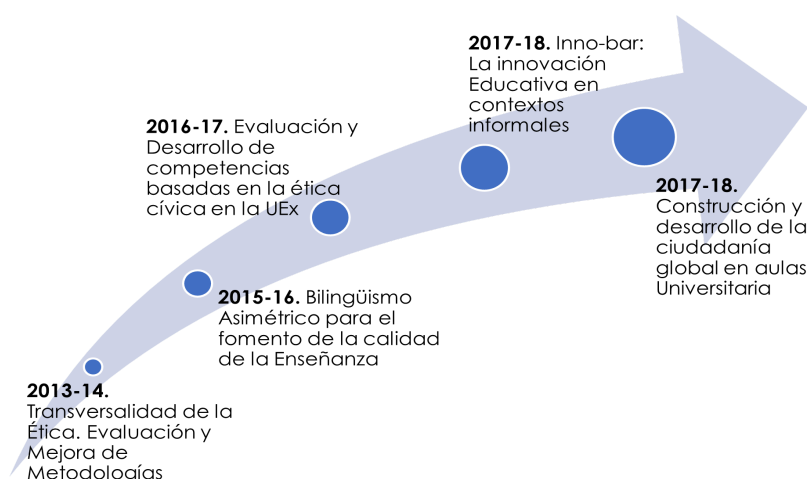 2013-14.
Transversalidad de la
Ética. Evaluación y
Mejora de
Metodologías
2015-16. Bilingüismo
Asimétrico para el
fomento de la calidad
de la Enseñanza
2016-17. Evaluación y
Desarrollo de
competencias
basadas en la ética
cívica en la UEx
2017-18. Inno-bar:
La innovación
Educativa en
contextos
informales
2017-18.
Construcción y
desarrollo de la
ciudadanía
global en aulas
Universitaria